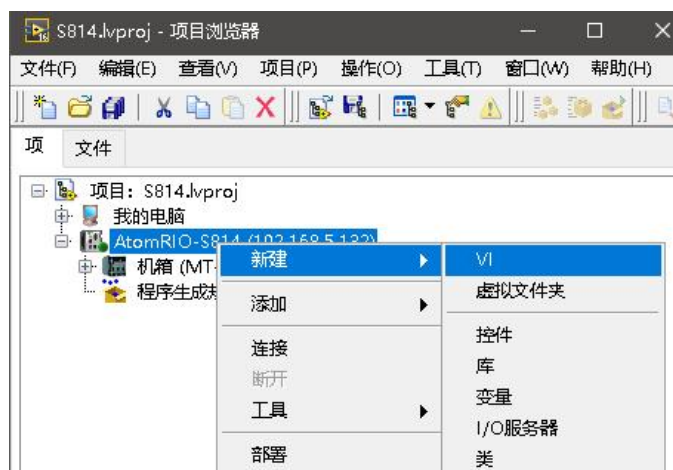 S814.lvproj - 项目浏览器
文件(F) 编辑(E) 查看(V) 项目(P) 操作(O) 工具(T) 窗口(W) 帮助(H)
项 文件
项目: S814.lvproj
我的电脑
AtomRIO-S814 (192.168.5.132)
机箱 (MT-
程序生成规
新建
添加
连接
断开
工具
部署
VI
虚拟文件夹
控件
库
变量
I/O服务器
类